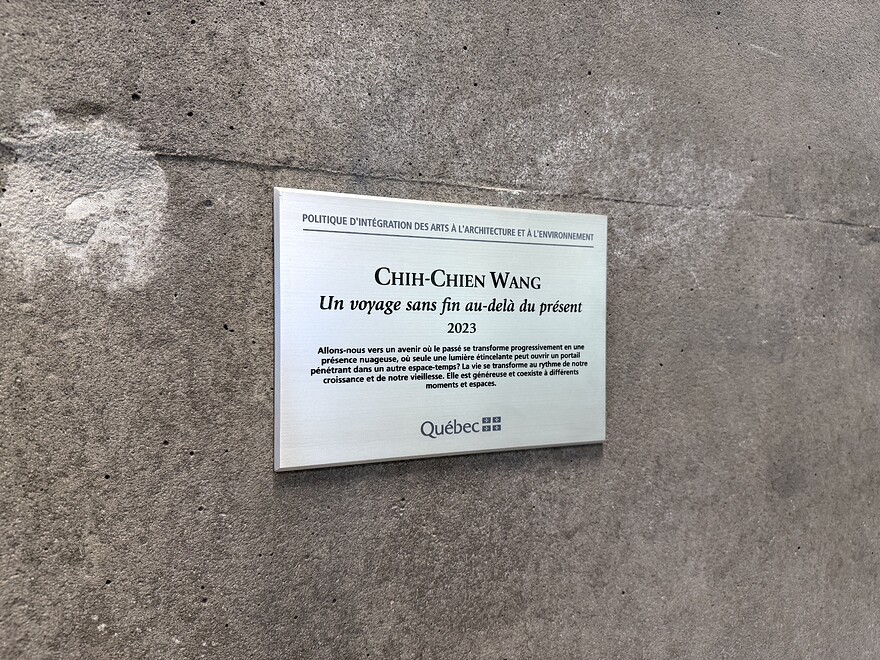 POLITIQUE D'INTÉGRATION DES ARTS À L'ARCHITECTURE ET À L'ENVIRONNEMENT
CHIH-CHIEN WANG
Un voyage sans fin au-delà du présent
2023
Allons-nous vers un avenir où le passé se transforme progressivement en une
présence nuageuse, où seule une lumière étincelante peut ouvrir un portail
pénétrant dans un autre espace-temps? La vie se transforme au rythme de notre
croissance et de notre vieillesse. Elle est généreuse et coexiste à différents
moments et espaces.
Québec